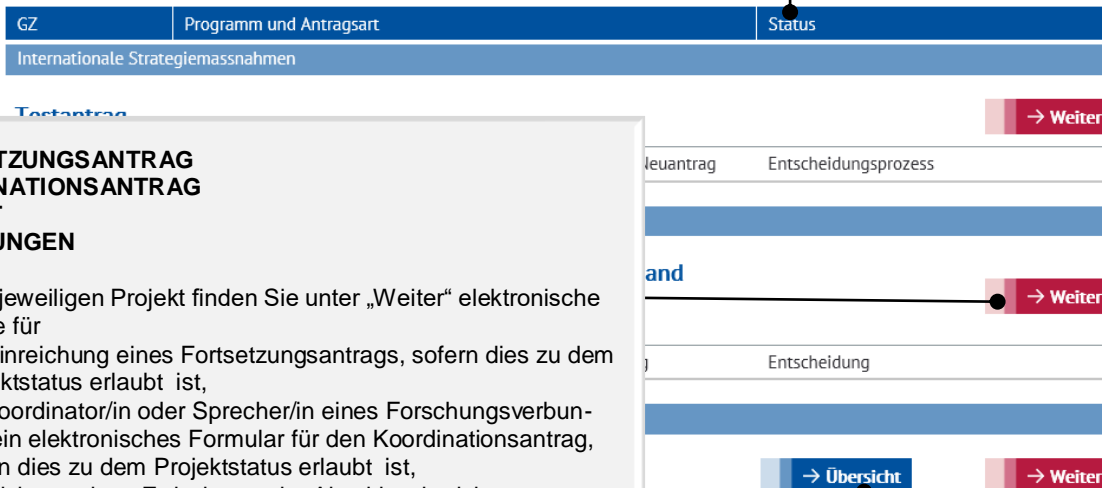 GZ Programm und Antragsart Status
Internationale Strategiemassnahmen
Testantrag → Weiter
TZUNGSANTRAG
NATIONSANTRAG
Neuantrag Entscheidungsprozess
UNGEN
and
jeweiligen Projekt finden Sie unter „Weiter“ elektronische → Weiter
e für
inreichung eines Fortsetzungsantrags, sofern dies zu dem
ktstatus erlaubt ist, Entscheidung
oordinator/in oder Sprecher/in eines Forschungsverbun-
ein elektronisches Formular für den Koordinationsantrag,
n dies zu dem Projektstatus erlaubt ist,
→ Übersicht → Weiter